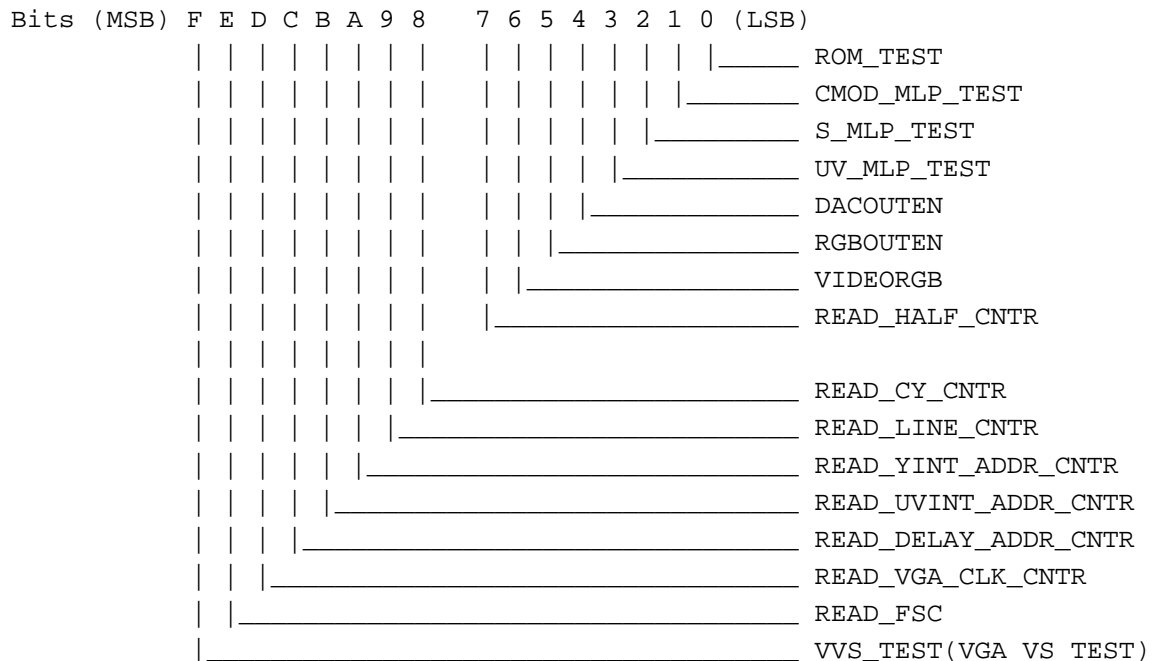 Bits (MSB) F E D C B A 9 8 7 6 5 4 3 2 1 0 (LSB)
ROM_TEST
CMOD_MLP_TEST
S_MLP_TEST
UV_MLP_TEST
DACOUTEN
RGBOUTEN
VIDEORGB
READ_HALF_CNTR
READ_CY_CNTR
READ_LINE_CNTR
READ_YINT_ADDR_CNTR
READ_UVINT_ADDR_CNTR
READ_DELAY_ADDR_CNTR
READ_VGA_CLK_CNTR
READ_FSC
VVS_TEST(VGA VS TEST)